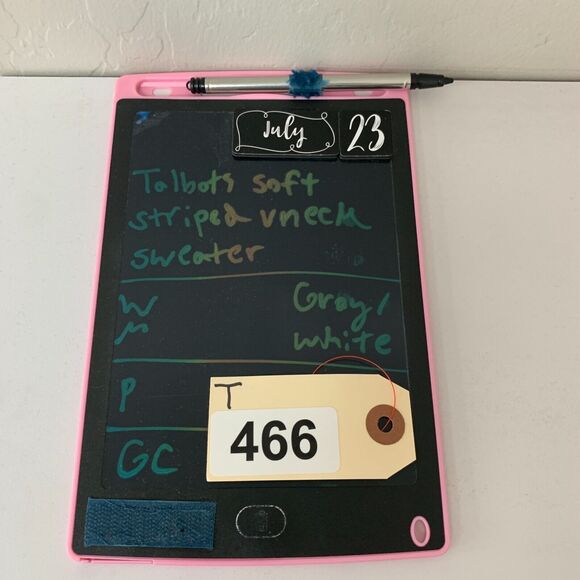 July 23
Talbots soft
striped vneck
sweater
W Gray/
M white
P
T
466
GC